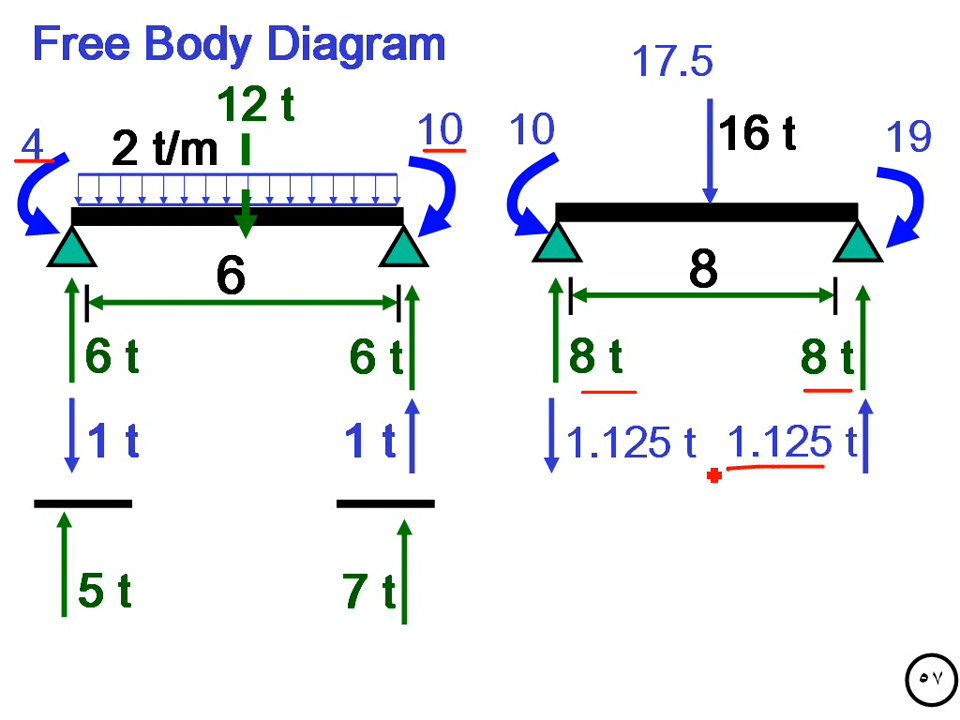 Free Body Diagram
17.5
12 t
4
2 t/m
10
10
16 t
19
6
8
6 t
6 t
8 t
8 t
1 t
1 t
1.125 t
1.125 t
5 t
7 t
٥٧